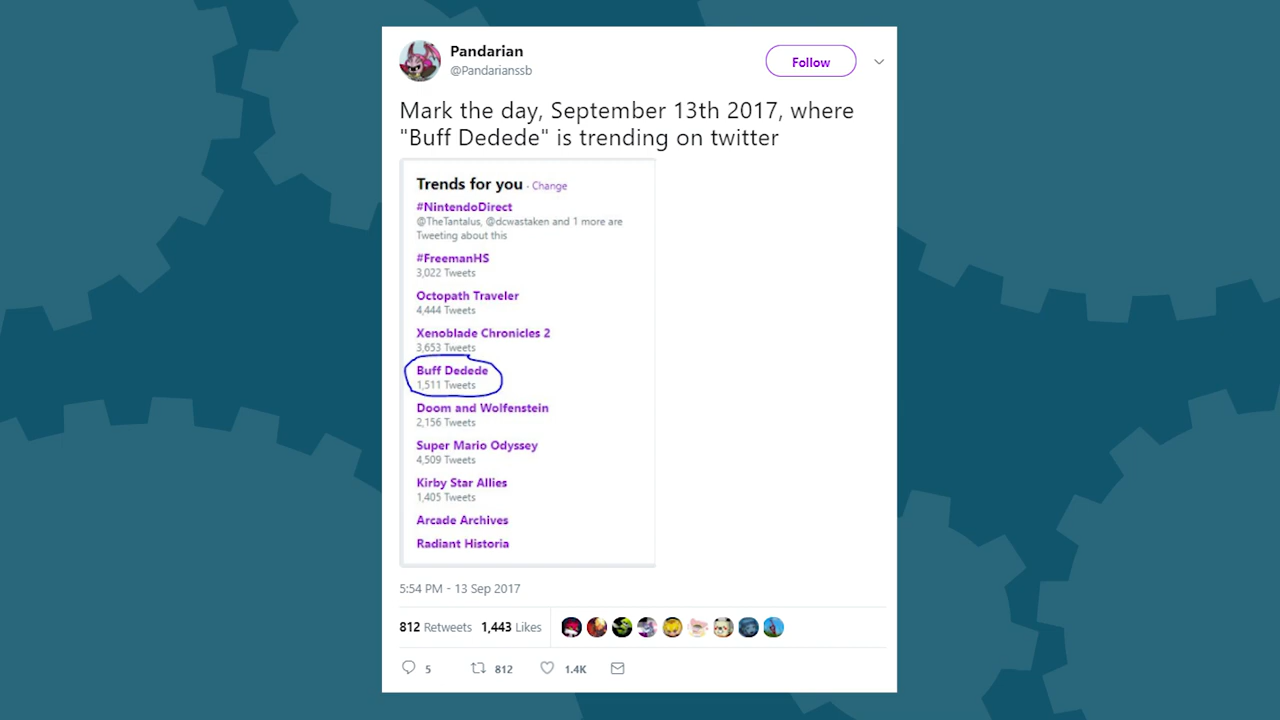 Pandarian
@Pandarianssb
Follow
Mark the day, September 13th 2017, where
"Buff Dedede" is trending on twitter
Trends for you · Change
#NintendoDirect
@TheTantalus, @dcwastaken and 1 more are
Tweeting about this
#FreemanHS
3,022 Tweets
Octopath Traveler
4,444 Tweets
Xenoblade Chronicles 2
3,653 Tweets
Buff Dedede
1,511 Tweets
Doom and Wolfenstein
2,156 Tweets
Super Mario Odyssey
4,509 Tweets
Kirby Star Allies
1,405 Tweets
Arcade Archives
Radiant Historia
5:54 PM - 13 Sep 2017
812 Retweets 1,443 Likes
5 812 1.4K